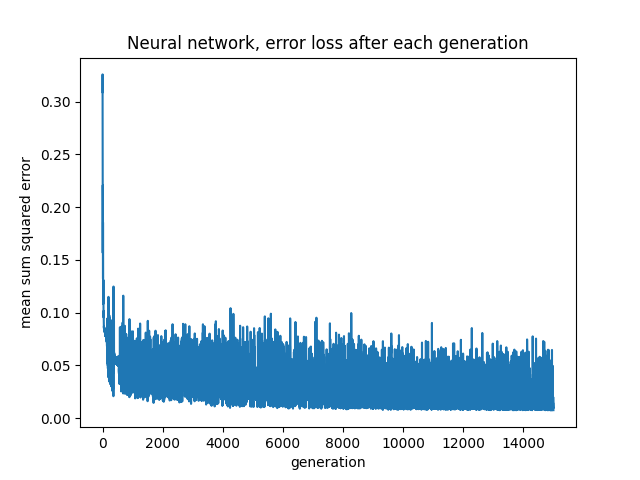 Neural network, error loss after each generation
0.30
0.25
0.20
0.15
0.10
0.05
0.00
mean sum squared error
0 2000 4000 6000 8000 10000 12000 14000
generation